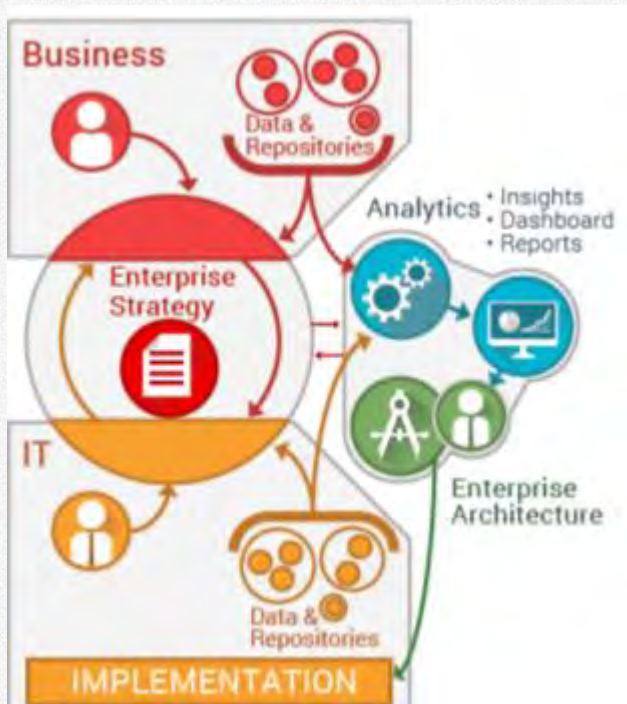 Business
Data &
Repositories
Analytics
• Insights
• Dashboard
• Reports
Enterprise
Strategy
IT
Enterprise
Architecture
Data &
Repositories
IMPLEMENTATION